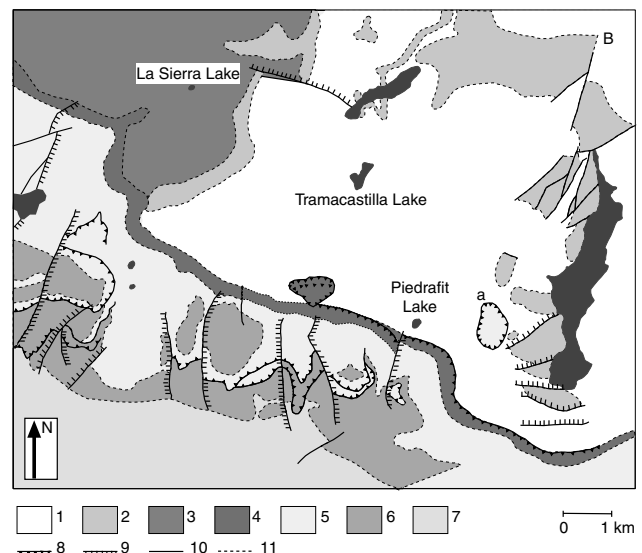 B
La Sierra Lake
Tramacastilla Lake
Piedrafit
Lake
a
N
1 2 3 4 5 6 7
8 9 10 11
0 1 km